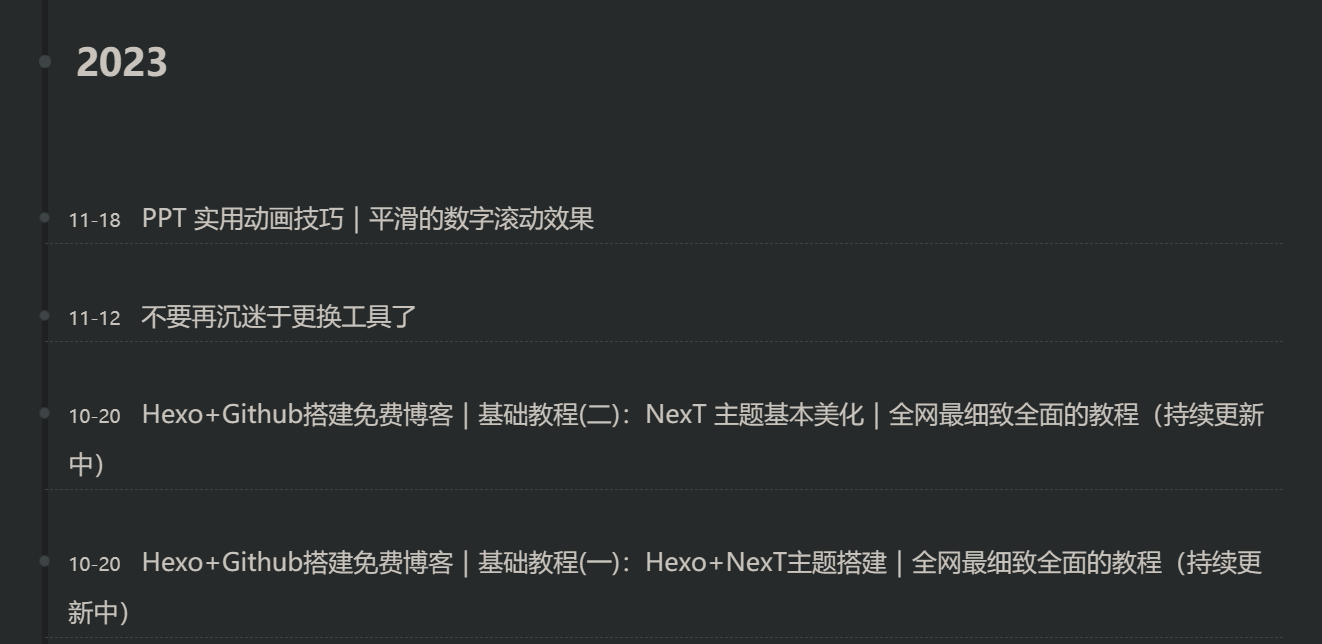 2023
11-18 PPT 实用动画技巧 | 平滑的数字滚动效果
11-12 不要再沉迷于更换工具了
10-20 Hexo+Github搭建免费博客 | 基础教程(二)：NexT 主题基本美化 | 全网最细致全面的教程（持续更新
中）
10-20 Hexo+Github搭建免费博客 | 基础教程(一)：Hexo+NexT主题搭建 | 全网最细致全面的教程（持续更
新中）